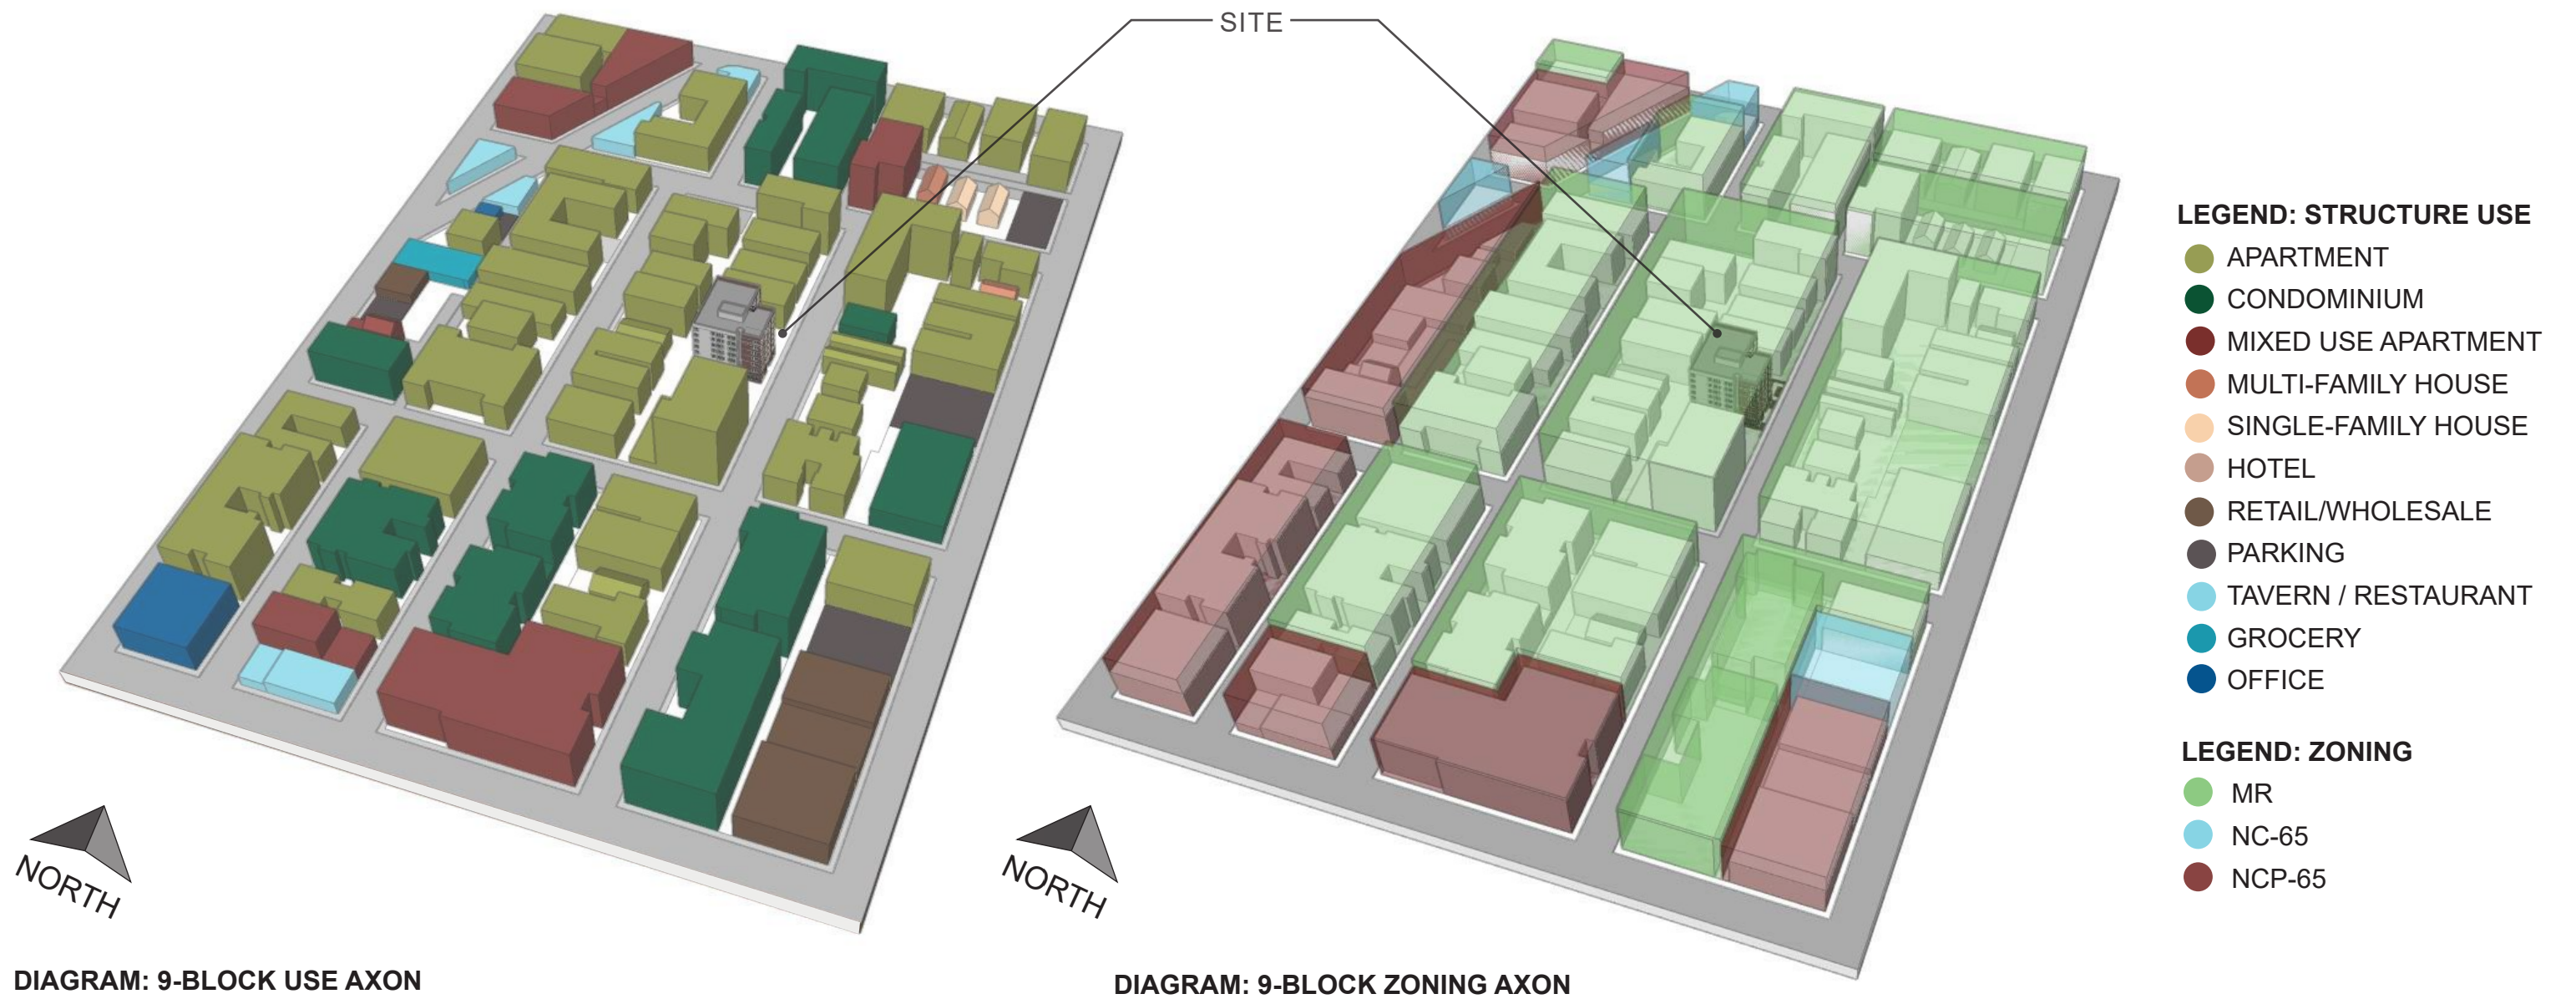 SITE
LEGEND: STRUCTURE USE
APARTMENT
CONDOMINIUM
MIXED USE APARTMENT
MULTI-FAMILY HOUSE
SINGLE-FAMILY HOUSE
HOTEL
RETAIL/WHOLESALE
PARKING
TAVERN / RESTAURANT
GROCERY
OFFICE
LEGEND: ZONING
MR
NC-65
NCP-65
NORTH
NORTH
DIAGRAM: 9-BLOCK USE AXON
DIAGRAM: 9-BLOCK ZONING AXON